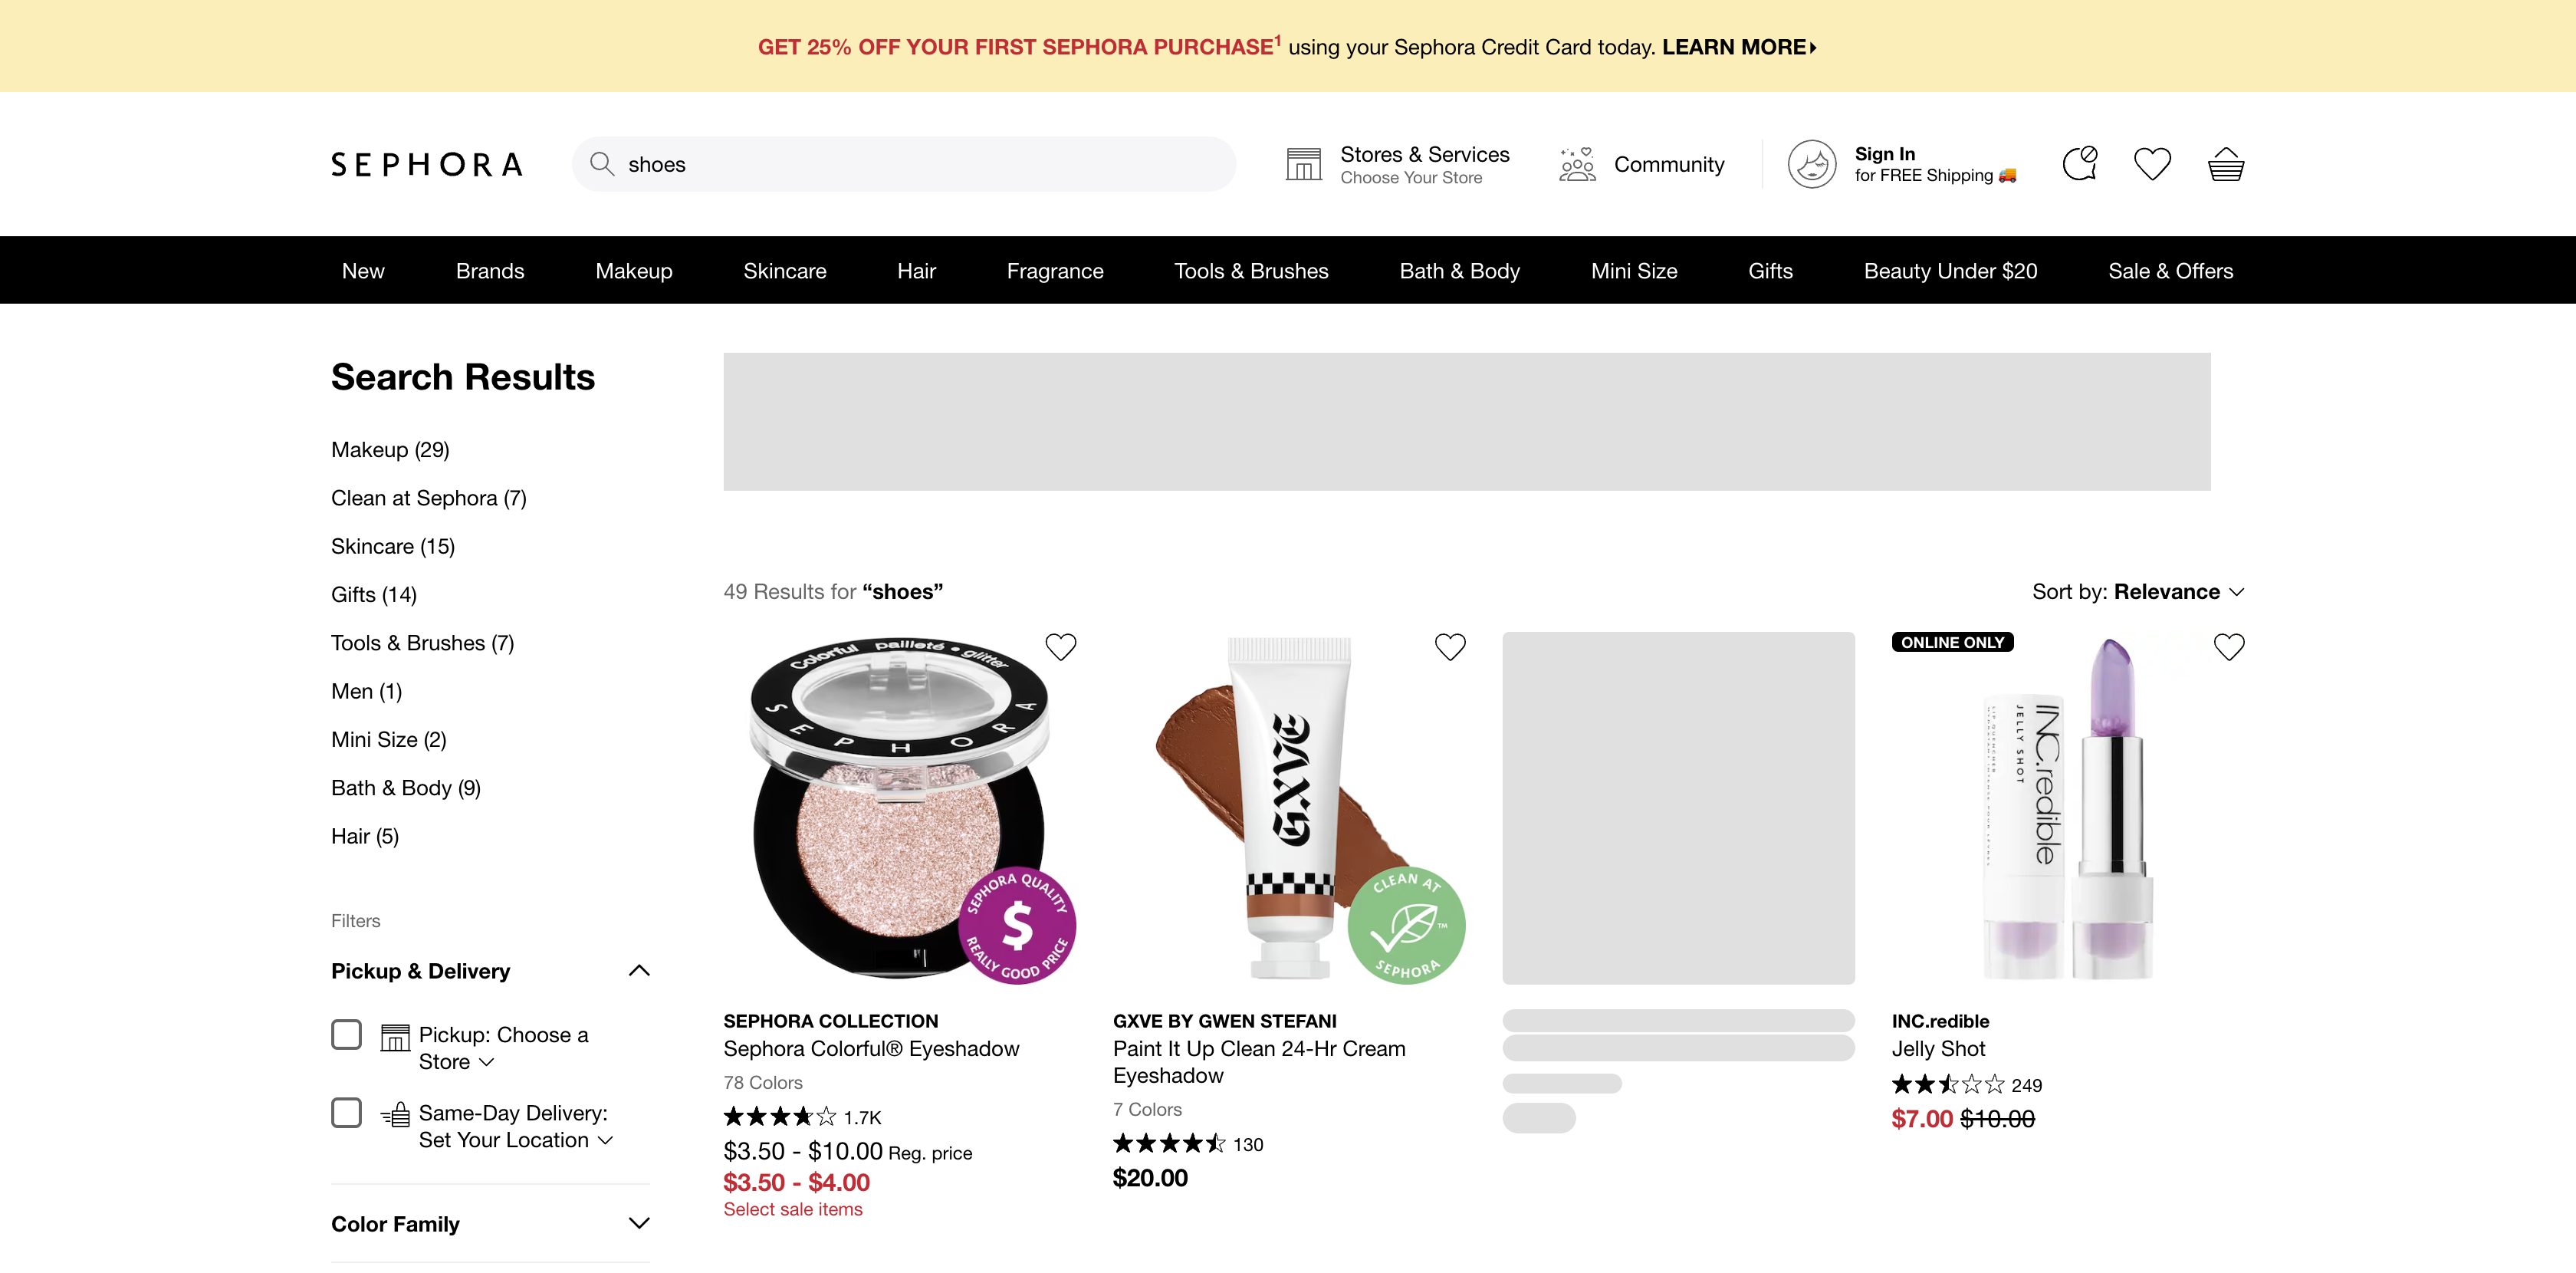 GET 25% OFF YOUR FIRST SEPHORA PURCHASE1 using your Sephora Credit Card today. LEARN MORE
SEPHORA
shoes
Stores & Services
Choose Your Store
Community
Sign In
for FREE Shipping 🚚
New Brands Makeup Skincare Hair Fragrance Tools & Brushes Bath & Body Mini Size Gifts Beauty Under $20 Sale & Offers
Search Results
Makeup (29)
Clean at Sephora (7)
Skincare (15)
Gifts (14)
Tools & Brushes (7)
Men (1)
Mini Size (2)
Bath & Body (9)
Hair (5)
Filters
Pickup & Delivery
Pickup: Choose a
Store
Same-Day Delivery:
Set Your Location
Color Family
49 Results for “shoes”
Sort by: Relevance
Colorful Pailleté • glitter
SEPHORA
SEPHORA QUALITY
$
REALLY GOOD PRICE
SEPHORA COLLECTION
Sephora Colorful® Eyeshadow
78 Colors
1.7K
$3.50 - $10.00 Reg. price
$3.50 - $4.00
Select sale items
GXVE
CLEAN AT
SEPHORA
TM
GXVE BY GWEN STEFANI
Paint It Up Clean 24-Hr Cream
Eyeshadow
7 Colors
130
$20.00
ONLINE ONLY
INC.redible
JELLY SHOT
INC.redible
Jelly Shot
249
$7.00 $10.00